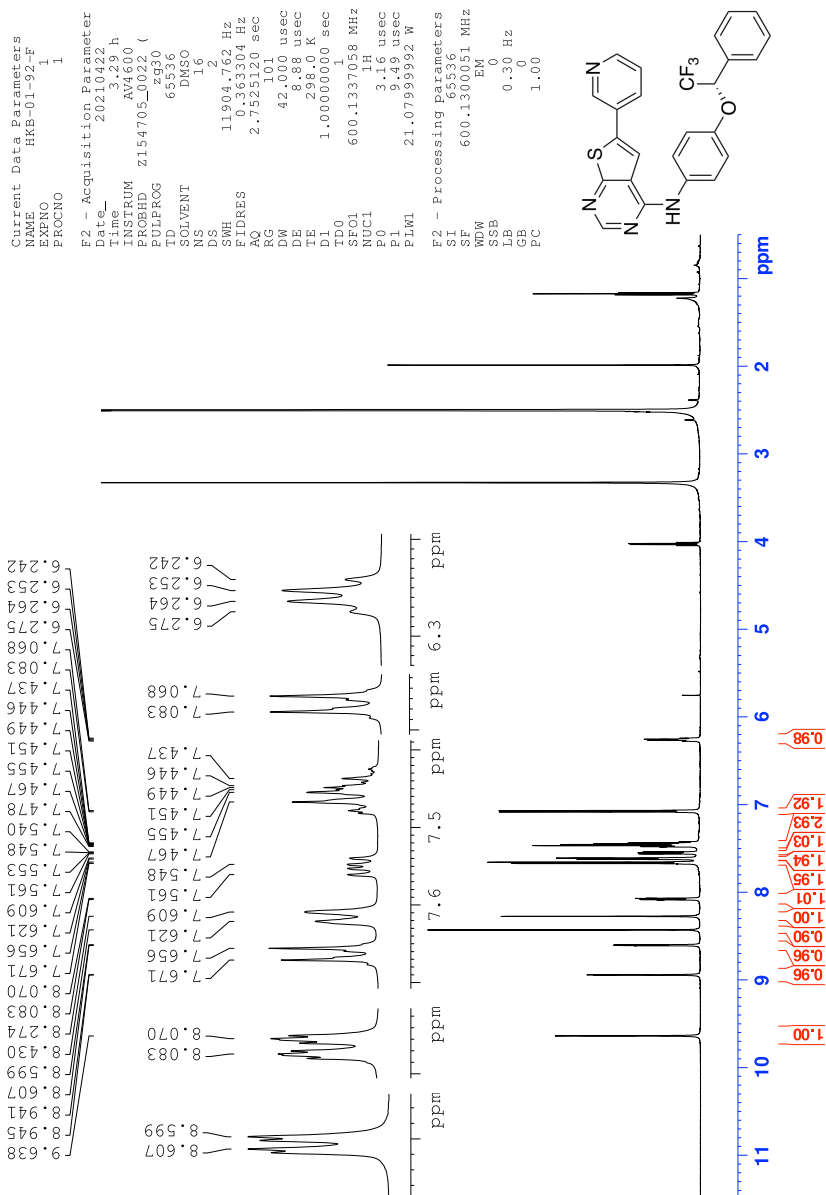 Current Data Parameters
NAME HKB-01-92-F
EXPNO 1
PROCNO 1
F2 - Acquisition Parameter
Date_ 20210422
Time 3.29 h
INSTRUM AV4600
PROBHD Z154705_0022 (
PULPROG zg30
TD 65536
SOLVENT DMSO
NS 16
DS 2
SWH 11904.762 Hz
FIDRES 0.363304 Hz
AQ 2.7525120 sec
RG 101
DW 42.000 usec
DE 8.88 usec
TE 298.0 K
D1 1.00000000 sec
TD0 1
SFO1 600.1337058 MHz
NUC1 1H
P0 3.16 usec
P1 9.49 usec
PLW1 21.07999992 W
F2 - Processing parameters
SI 65536
SF 600.1300051 MHz
WDW EM
SSB 0
LB 0.30 Hz
GB 0
PC 1.00
N
S
N
N
HN
O
CF3
6.242
6.253
6.264
6.275
7.068
7.083
7.437
7.446
7.449
7.451
7.455
7.467
7.478
7.540
7.548
7.553
7.561
7.609
7.621
7.656
7.671
8.070
8.083
8.274
8.430
8.599
8.607
8.941
8.945
9.638
6.242
6.253
6.264
6.275
ppm
6.3
7.068
7.083
ppm
7.437
7.446
7.449
7.451
7.455
7.467
7.548
7.561
7.609
7.621
7.656
7.671
ppm
7.5
7.6
8.070
8.083
ppm
8.599
8.607
ppm
ppm
2
3
4
5
6
7
8
9
10
11
0.98
1.92
2.93
1.03
1.94
1.95
1.01
1.00
0.90
0.96
0.96
1.00